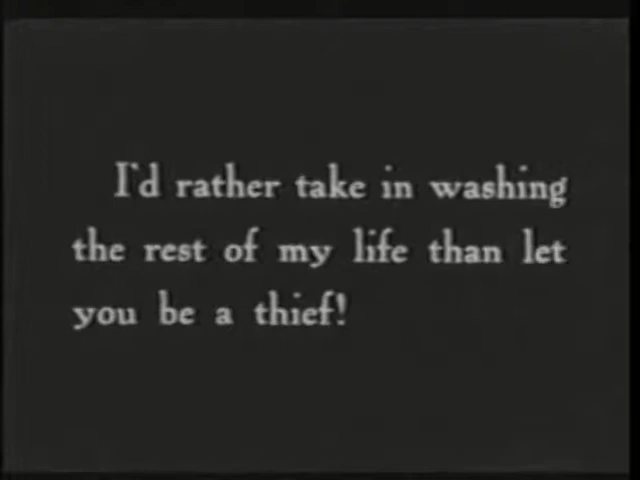 I'd rather take in washing
the rest of my life than let
you be a thief!